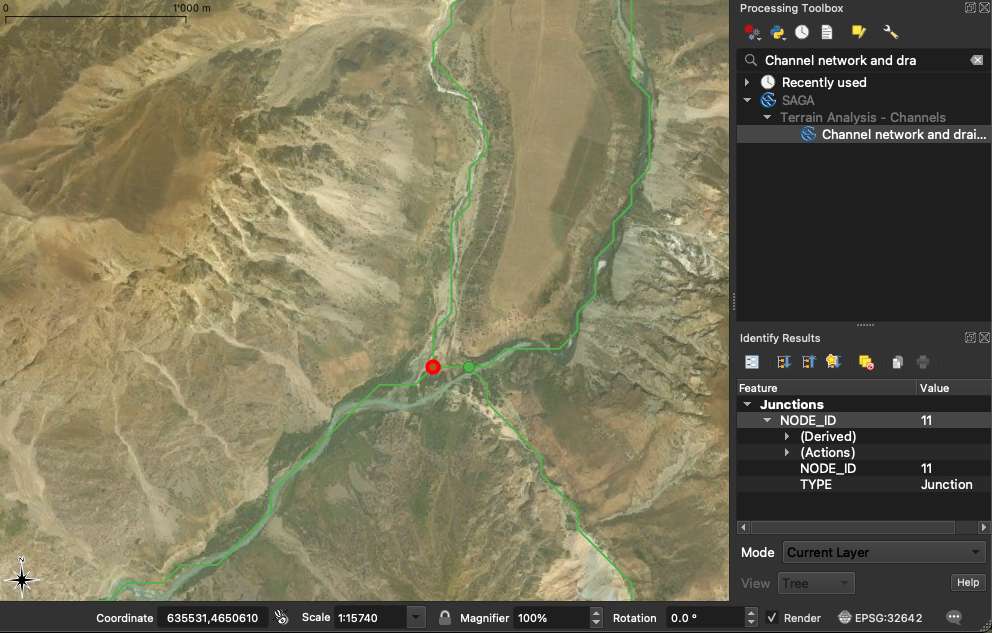 0 1'000 m
Processing Toolbox
Channel network and dra
Recently used
SAGA
Terrain Analysis - Channels
Channel network and drai...
Identify Results
Feature Value
Junctions
NODE_ID 11
(Derived)
(Actions)
NODE_ID 11
TYPE Junction
Mode Current Layer
View Tree Help
N
Coordinate 635531,4650610 Scale 1:15740 Magnifier 100% Rotation 0.0 ° Render EPSG:32642